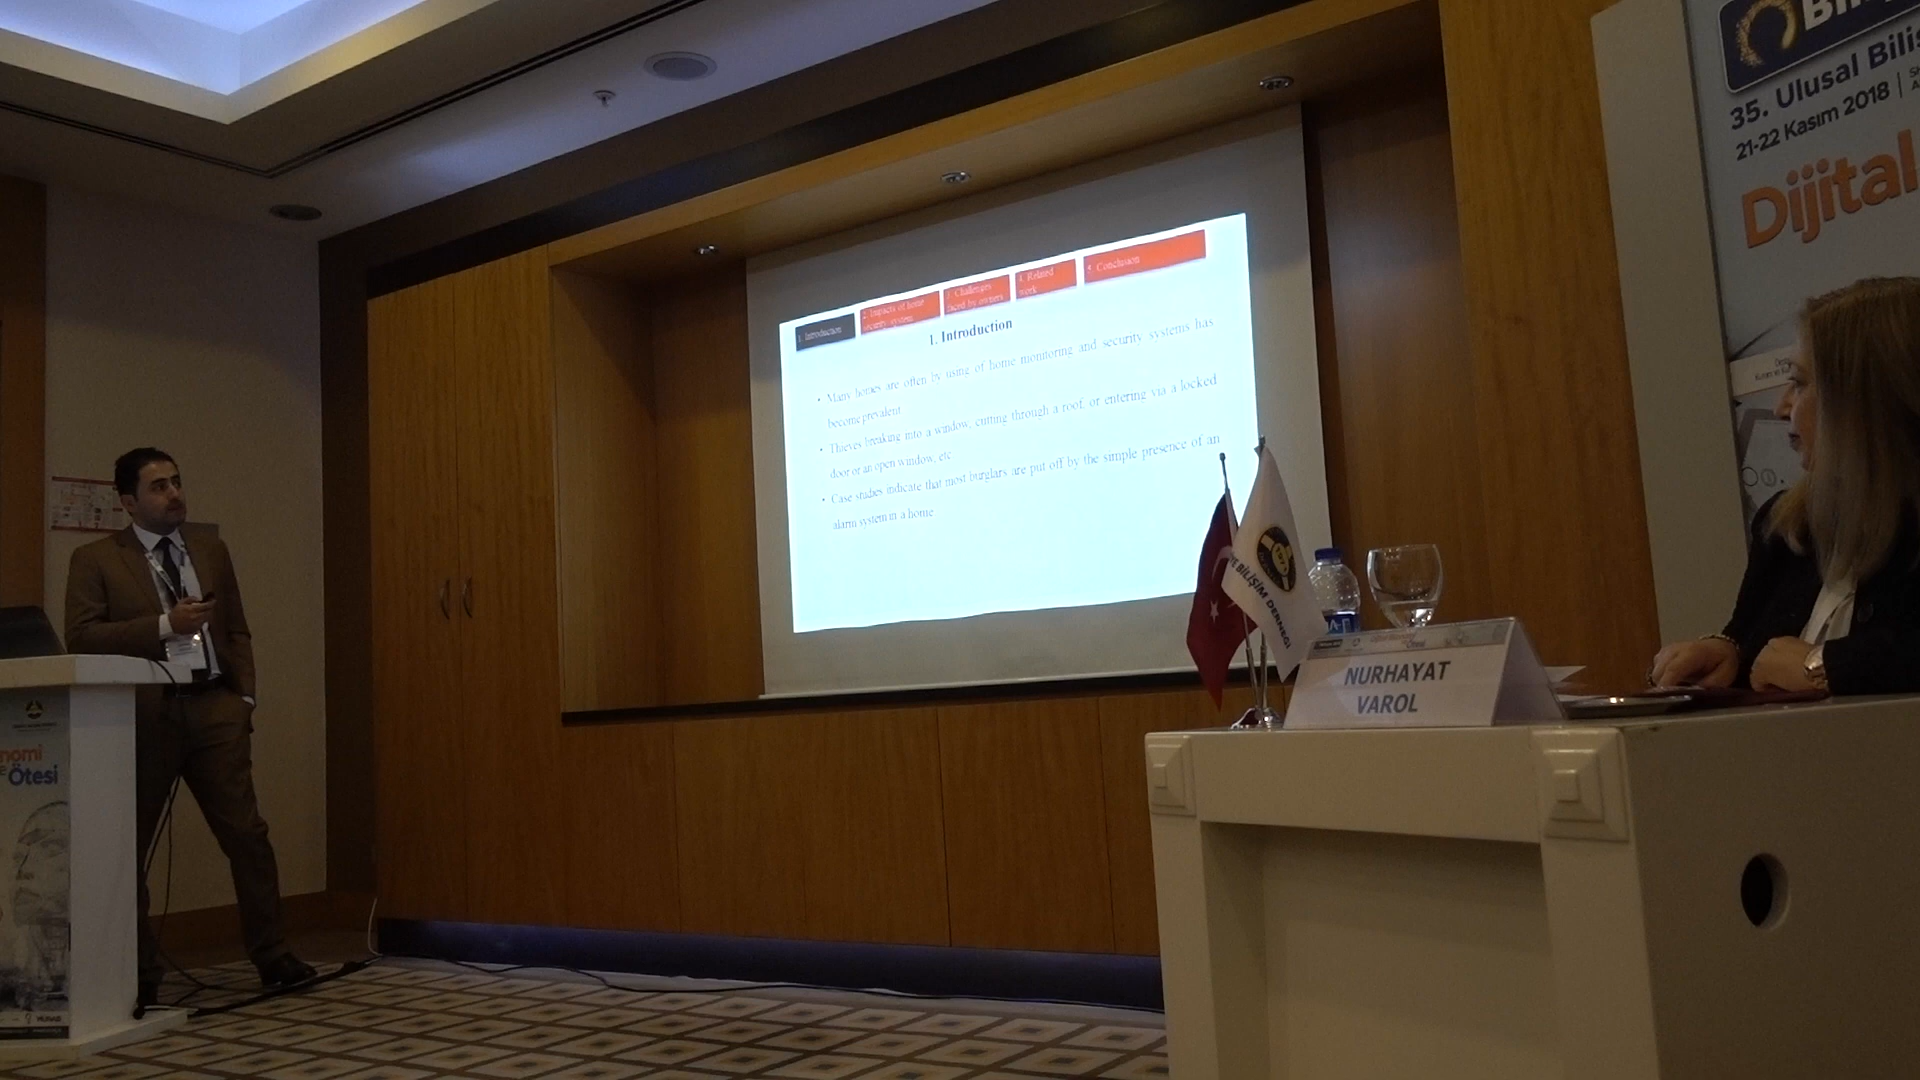 1. Introduction
2. Impacts of home
security system
3. Challenges
faced by owners
4. Related
work
5. Conclusion
1. Introduction
• Many homes are often by using of home monitoring and security systems has
become prevalent.
• Thieves breaking into a window, cutting through a roof, or entering via a locked
door or an open window, etc
• Case studies indicate that most burglars are put off by the simple presence of an
alarm system in a home.
35. Ulusal Biliş
21-22 Kasım 2018
Dijital
BİLİŞİM DERNEĞİ
NURHAYAT
VAROL
nomi
Ötesi